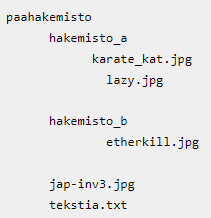 paahakemisto
hakemisto_a
karate_kat.jpg
lazy.jpg
hakemisto_b
etherkill.jpg
jap-inv3.jpg
tekstia.txt